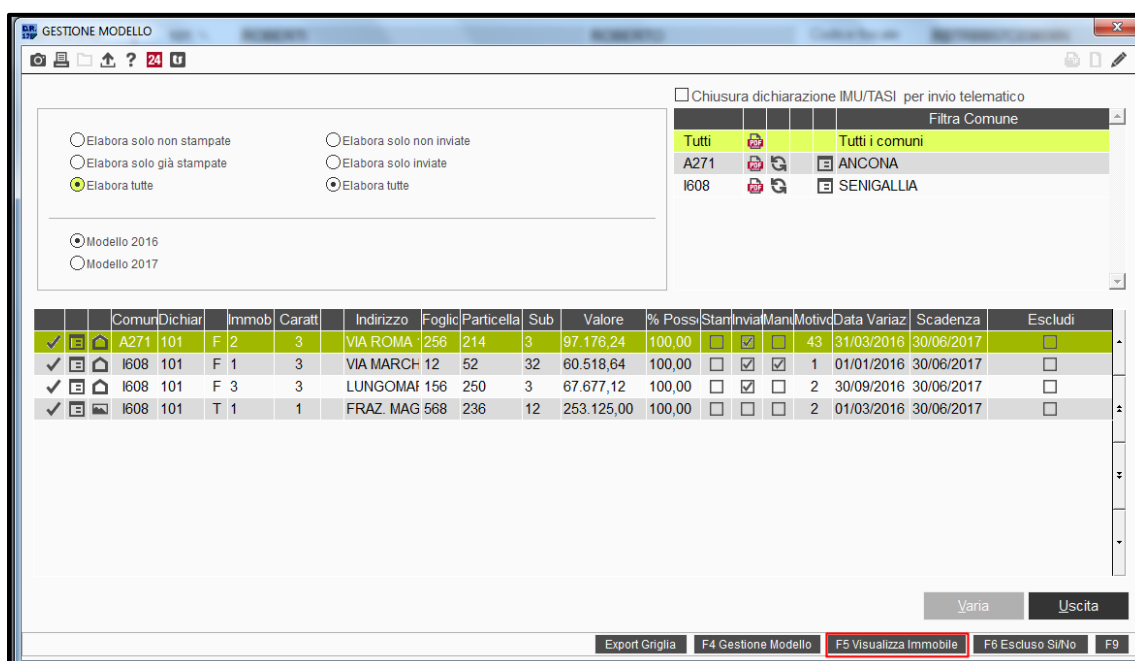 D.R. 770 GESTIONE MODELLO
24
Chiusura dichiarazione IMU/TASI per invio telematico
Filtra Comune
Tutti PDF Tutti i comuni
A271 PDF ANCONA
I608 PDF SENIGALLIA
Elabora solo non stampate Elabora solo non inviate
Elabora solo già stampate Elabora solo inviate
Elabora tutte Elabora tutte
Modello 2016
Modello 2017
Comun Dichiar Immob Caratt Indirizzo Foglic Particella Sub Valore % Posse Stam Inviat Manu Motivo Data Variaz Scadenza Escludi
A271 101 F 2 3 VIA ROMA 256 214 3 97.176,24 100,00 43 31/03/2016 30/06/2017
I608 101 F 1 3 VIA MARCH 12 52 32 60.518,64 100,00 1 01/01/2016 30/06/2017
I608 101 F 3 3 LUNGOMAF 156 250 3 67.677,12 100,00 2 30/09/2016 30/06/2017
I608 101 T 1 1 FRAZ. MAG 568 236 12 253.125,00 100,00 2 01/03/2016 30/06/2017
Varia Uscita
Export Griglia F4 Gestione Modello F5 Visualizza Immobile F6 Escluso Si/No F9